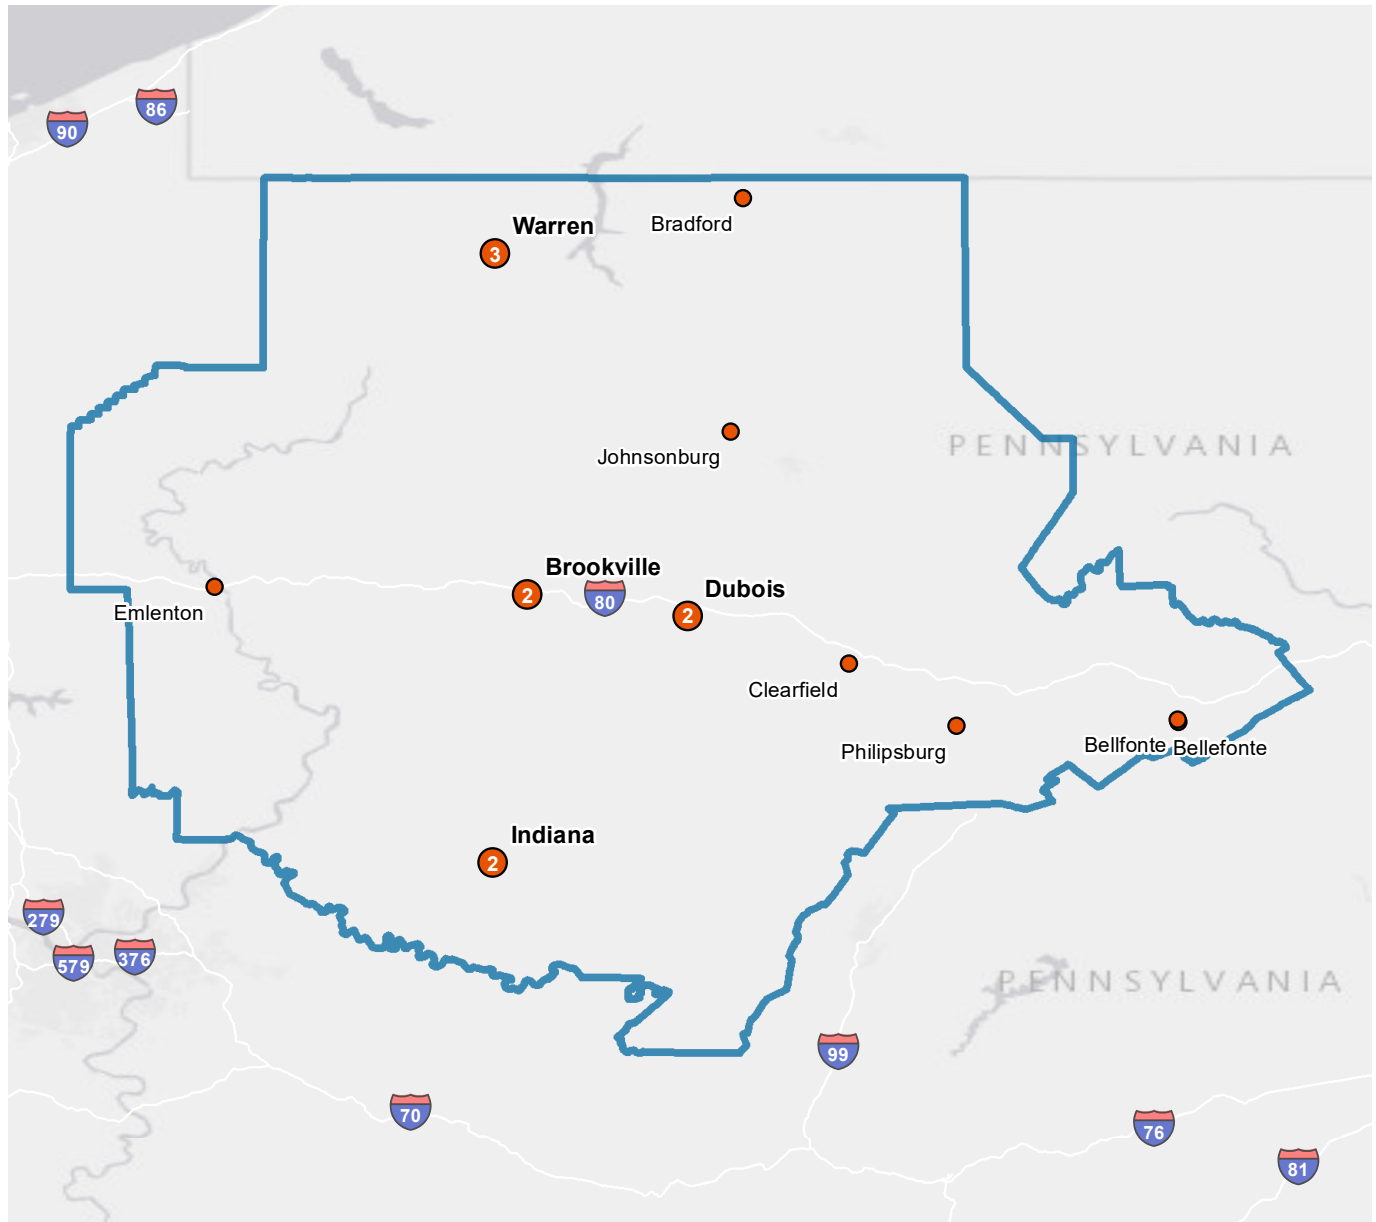 86
90
Bradford
Warren
3
PENNSYLVANIA
Johnsonburg
Brookville
2
80
Dubois
2
Emlenton
Clearfield
Philipsburg
Bellfonte
Bellefonte
Indiana
2
279
579
376
PENNSYLVANIA
99
70
76
81